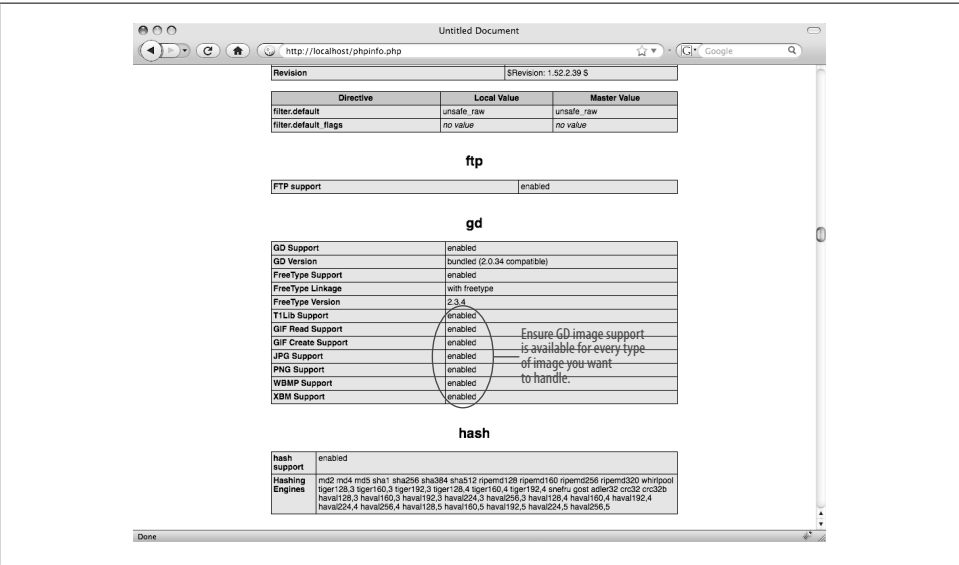 Untitled Document
http://localhost/phpinfo.php
G Google
Revision $Revision: 1.52.2.39 $
Directive Local Value Master Value
filter.default unsafe_raw unsafe_raw
filter.default_flags no value no value
ftp
FTP support enabled
gd
GD Support enabled
GD Version bundled (2.0.34 compatible)
FreeType Support enabled
FreeType Linkage with freetype
FreeType Version 2.3.4
T1Lib Support enabled
GIF Read Support enabled
GIF Create Support enabled
JPG Support enabled
PNG Support enabled
WBMP Support enabled
XBM Support enabled
Ensure GD image support
is available for every type
of image you want
to handle.
hash
hash support enabled
Hashing Engines md2 md4 md5 sha1 sha256 sha384 sha512 ripemd128 ripemd160 ripemd256 ripemd320 whirlpool
tiger128,3 tiger160,3 tiger192,3 tiger128,4 tiger160,4 tiger192,4 snefru gost adler32 crc32 crc32b
haval128,3 haval160,3 haval192,3 haval224,3 haval256,3 haval128,4 haval160,4 haval192,4
haval224,4 haval256,4 haval128,5 haval160,5 haval192,5 haval224,5 haval256,5
Done